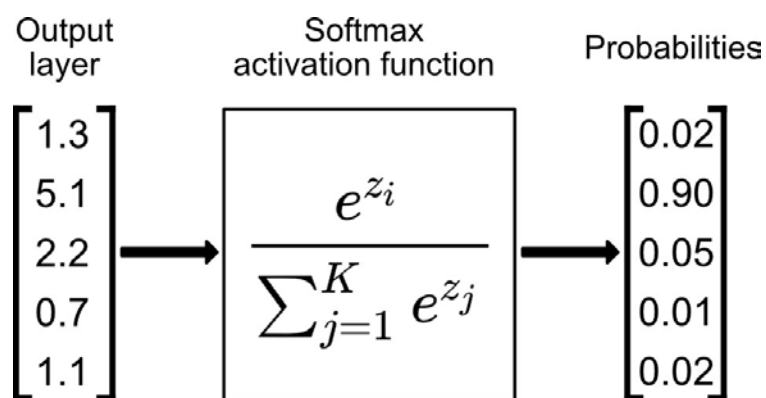 Output
layer
Softmax
activation function
Probabilities
1.3
5.1
2.2
0.7
1.1
e^{z_i}
∑_{j=1}^{K} e^{z_j}
0.02
0.90
0.05
0.01
0.02